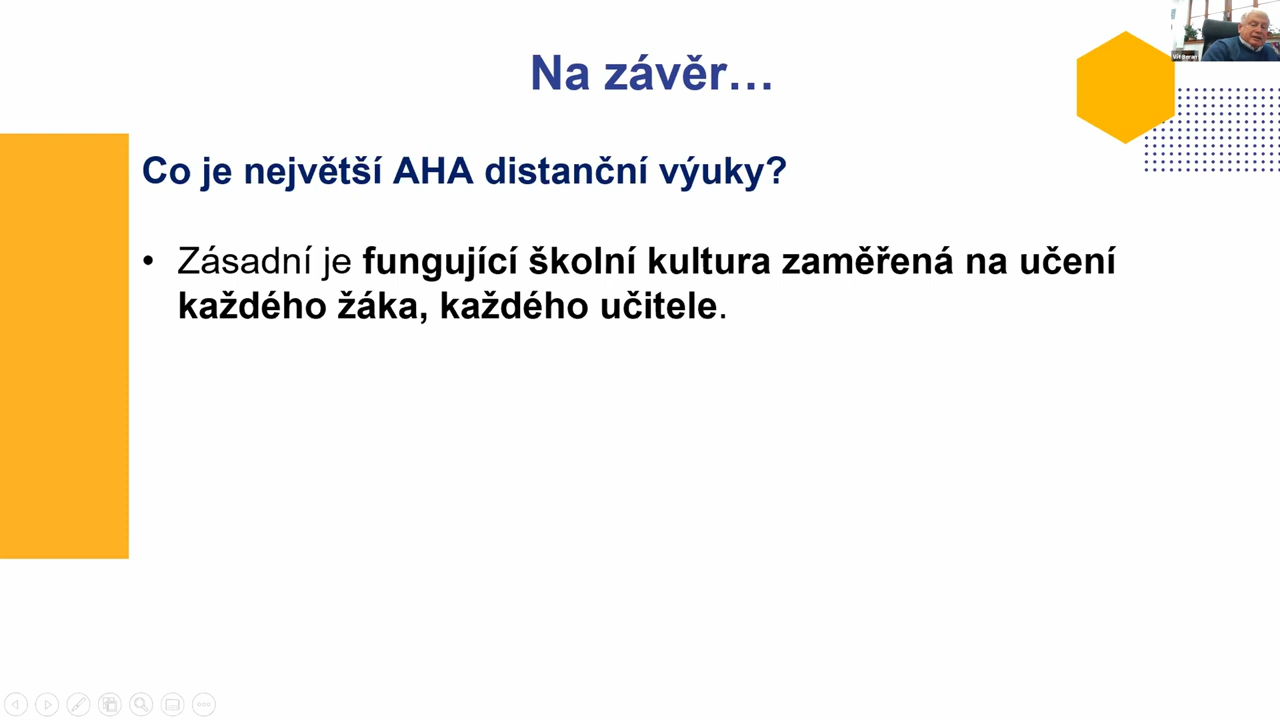 Na závěr…
Co je největší AHA distanční výuky?
• Zásadní je fungující školní kultura zaměřená na učení
každého žáka, každého učitele.